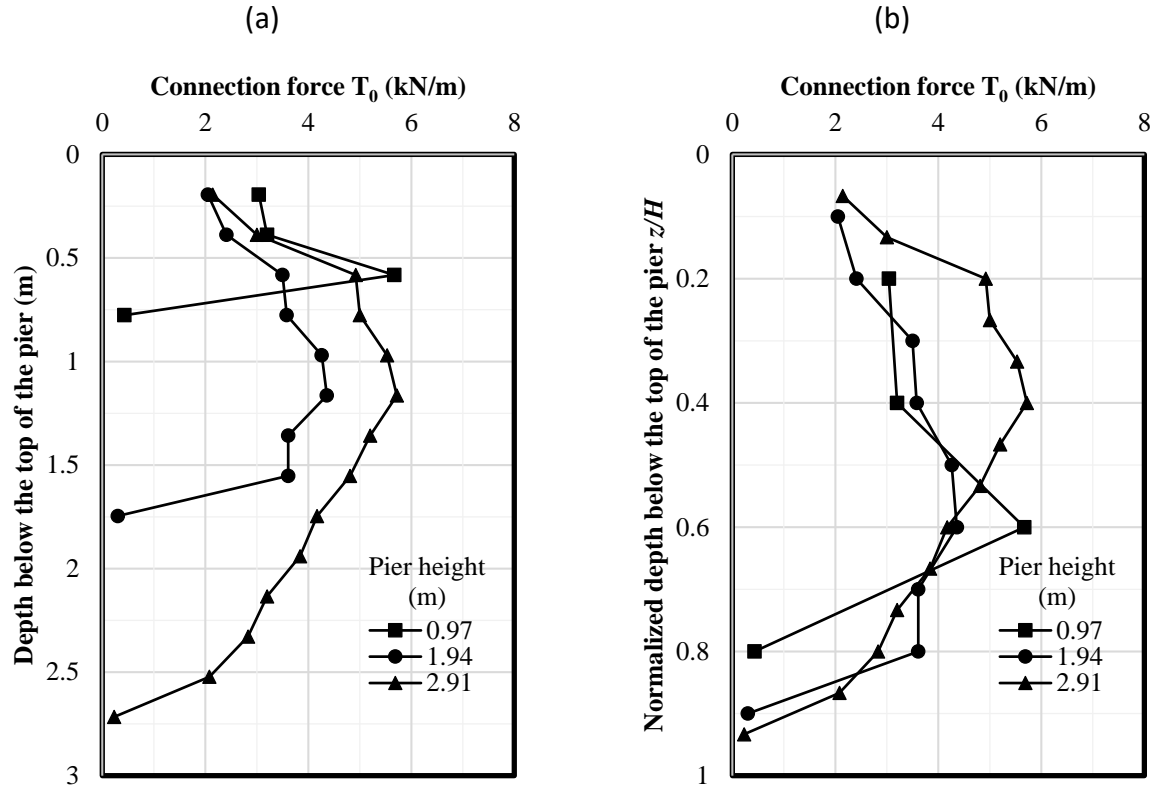 (a)
Connection force T₀ (kN/m)
0 2 4 6 8
0
0.5
1
1.5
2
2.5
3
Depth below the top of the pier (m)
Pier height
(m)
0.97
1.94
2.91
(b)
Connection force T₀ (kN/m)
0 2 4 6 8
0
0.2
0.4
0.6
0.8
1
Normalized depth below the top of the pier z/H
Pier height
(m)
0.97
1.94
2.91